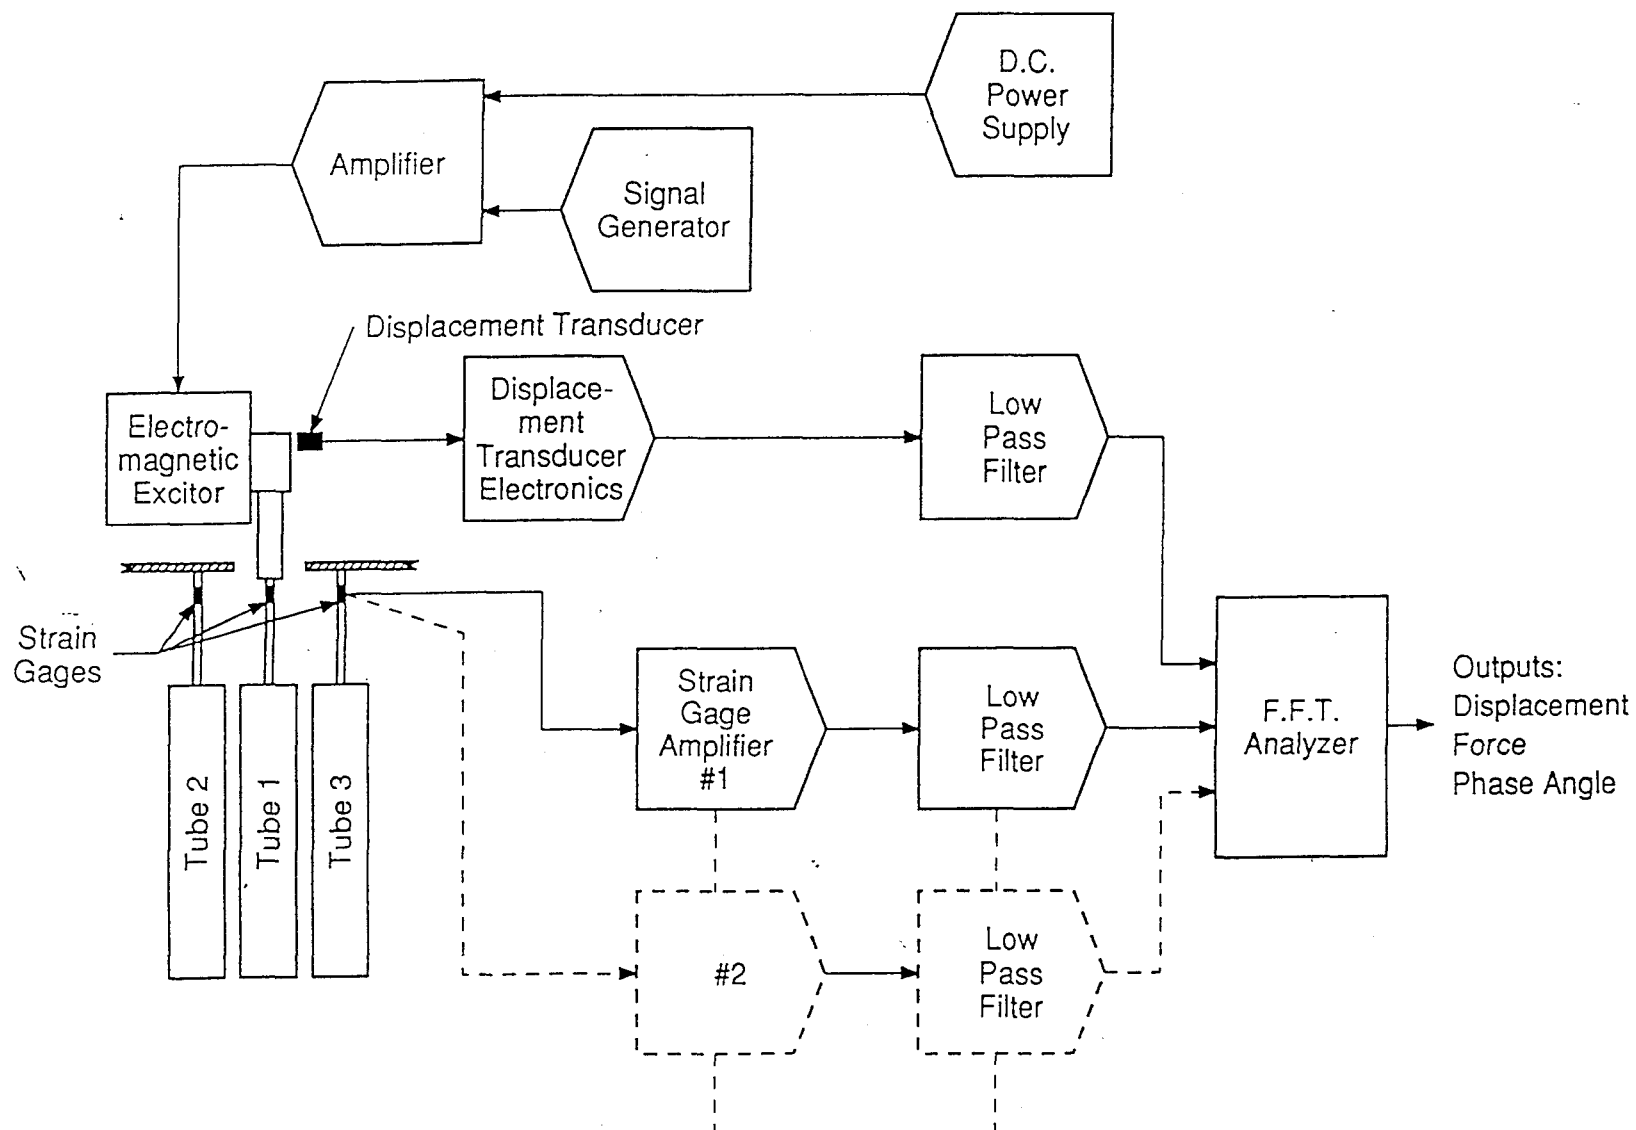 D.C.
Power
Supply
Amplifier
Signal
Generator
Displacement Transducer
Electro-
magnetic
Excitor
Displace-
ment
Transducer
Electronics
Low
Pass
Filter
Strain
Gages
Strain
Gage
Amplifier
#1
Low
Pass
Filter
F.F.T.
Analyzer
Outputs:
Displacement
Force
Phase Angle
Tube 2
Tube 1
Tube 3
#2
Low
Pass
Filter